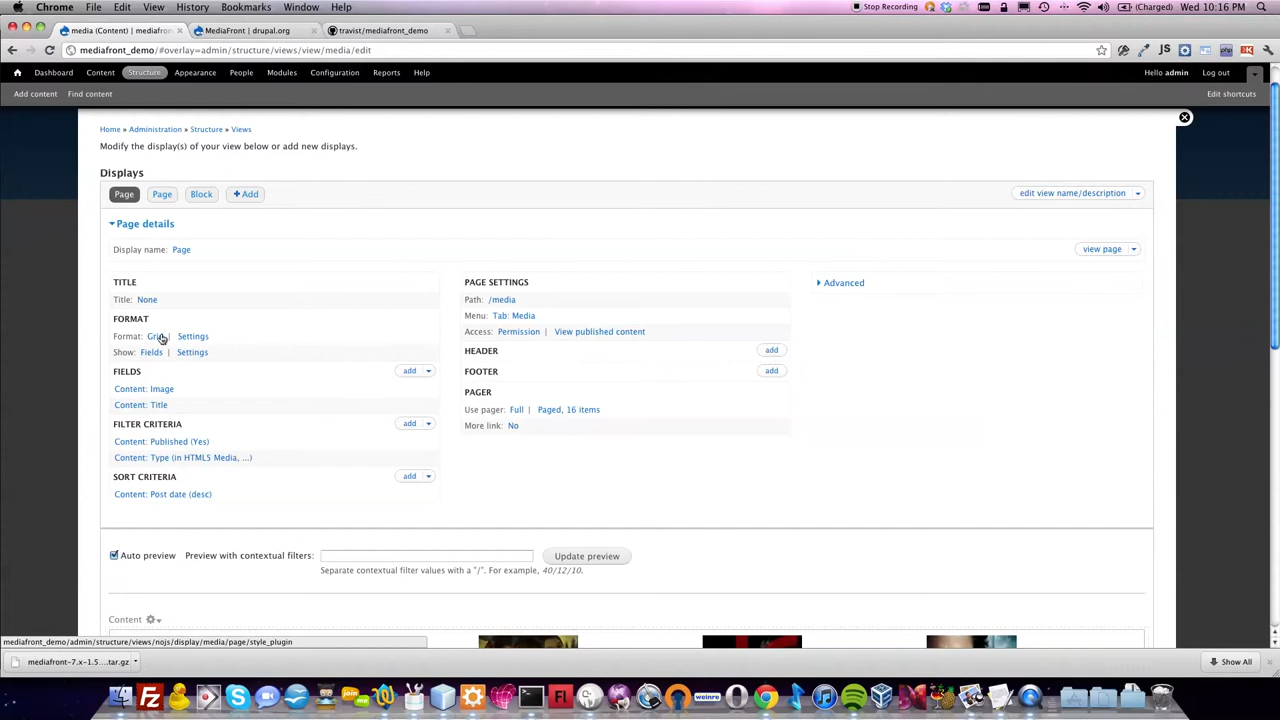 Chrome File Edit View History Bookmarks Window Help Stop Recording (Charged) Wed 10:16 PM
media (Content) | mediafron MediaFront | drupal.org travist/mediafront_demo
mediafront_demo/#overlay=admin/structure/views/view/media/edit
Dashboard Content Structure Appearance People Modules Configuration Reports Help Hello admin Log out
Add content Find content Edit shortcuts
Home » Administration » Structure » Views
Modify the display(s) of your view below or add new displays.
Displays
Page Page Block + Add edit view name/description
Page details
Display name: Page view page
TITLE PAGE SETTINGS Advanced
Title: None Path: /media
FORMAT Menu: Tab: Media
Format: Grid | Settings Access: Permission | View published content
Show: Fields | Settings HEADER add
FIELDS add FOOTER add
Content: Image PAGER
Content: Title Use pager: Full | Paged, 16 items
FILTER CRITERIA add More link: No
Content: Published (Yes)
Content: Type (in HTML5 Media, ...)
SORT CRITERIA add
Content: Post date (desc)
Auto preview Preview with contextual filters: Update preview
Separate contextual filter values with a "/". For example, 40/12/10.
Content
mediafront_demo/admin/structure/views/nojs/display/media/page/style_plugin
mediafront-7.x-1.5....tar.gz Show All
weinre